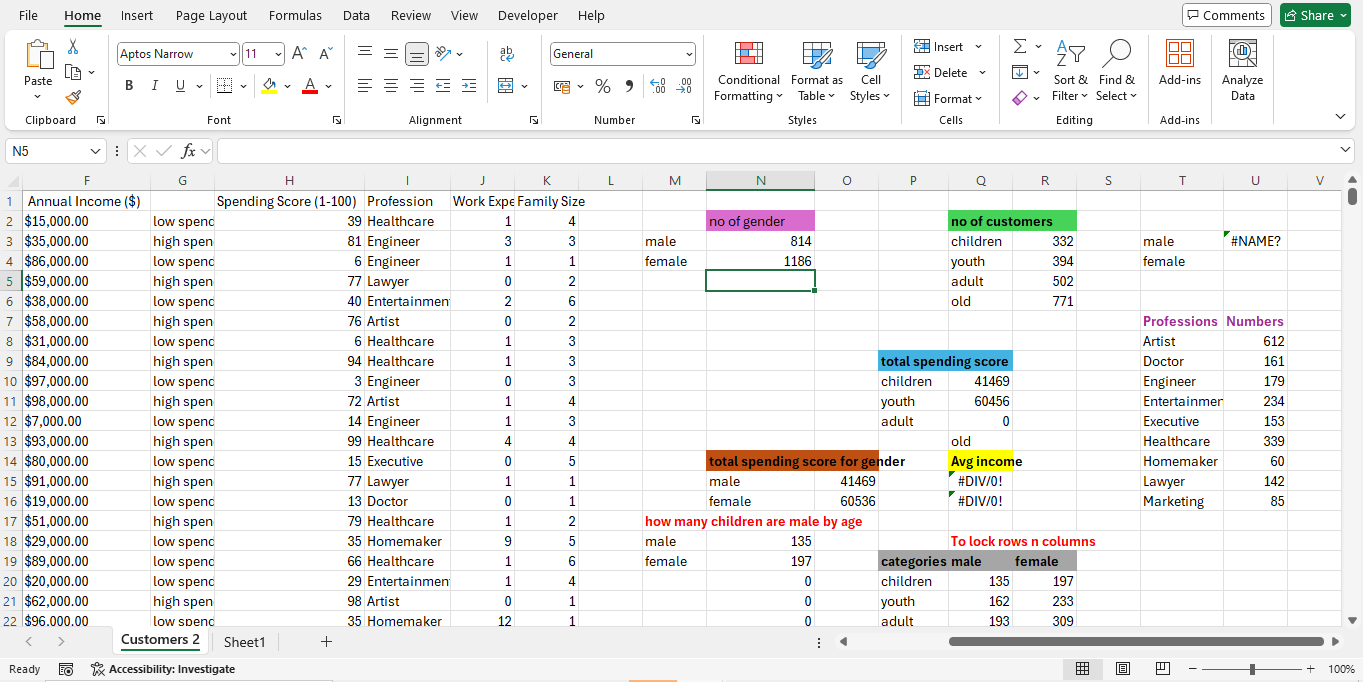 File Home Insert Page Layout Formulas Data Review View Developer Help Comments Share
Paste Aptos Narrow 11 A A ab General Conditional Formatting Format as Table Cell Styles Insert Delete Format Sort & Filter Find & Select Add-ins Analyze Data
B I U A % 9
Clipboard Font Alignment Number Styles Cells Editing Add-ins
N5 fx
F G H I J K L M N O P Q R S T U V
1 Annual Income ($) Spending Score (1-100) Profession Work Expe Family Size
2 $15,000.00 low spend 39 Healthcare 1 4 no of gender no of customers
3 $35,000.00 high spen 81 Engineer 3 3 male 814 children 332 male #NAME?
4 $86,000.00 low spend 6 Engineer 1 1 female 1186 youth 394 female
5 $59,000.00 high spen 77 Lawyer 0 2 adult 502
6 $38,000.00 low spend 40 Entertainmen 2 6 old 771
7 $58,000.00 high spen 76 Artist 0 2 Professions Numbers
8 $31,000.00 low spend 6 Healthcare 1 3 Artist 612
9 $84,000.00 high spen 94 Healthcare 1 3 total spending score Doctor 161
10 $97,000.00 low spend 3 Engineer 0 3 children 41469 Engineer 179
11 $98,000.00 high spen 72 Artist 1 4 youth 60456 Entertainmen 234
12 $7,000.00 low spend 14 Engineer 1 3 adult 0 Executive 153
13 $93,000.00 high spen 99 Healthcare 4 4 old Healthcare 339
14 $80,000.00 low spend 15 Executive 0 5 total spending score for gender Avg income Homemaker 60
15 $91,000.00 high spen 77 Lawyer 1 1 male 41469 #DIV/0! Lawyer 142
16 $19,000.00 low spend 13 Doctor 0 1 female 60536 #DIV/0! Marketing 85
17 $51,000.00 high spen 79 Healthcare 1 2 how many children are male by age
18 $29,000.00 low spend 35 Homemaker 9 5 male 135 To lock rows n columns
19 $89,000.00 low spend 66 Healthcare 1 6 female 197 categories male female
20 $20,000.00 low spend 29 Entertainmen 1 4 0 children 135 197
21 $62,000.00 high spen 98 Artist 0 1 0 youth 162 233
22 $96.000.00 low spend 35 Homemaker 12 1 0 adult 193 309
Customers 2 Sheet1
Ready Accessibility: Investigate 100%